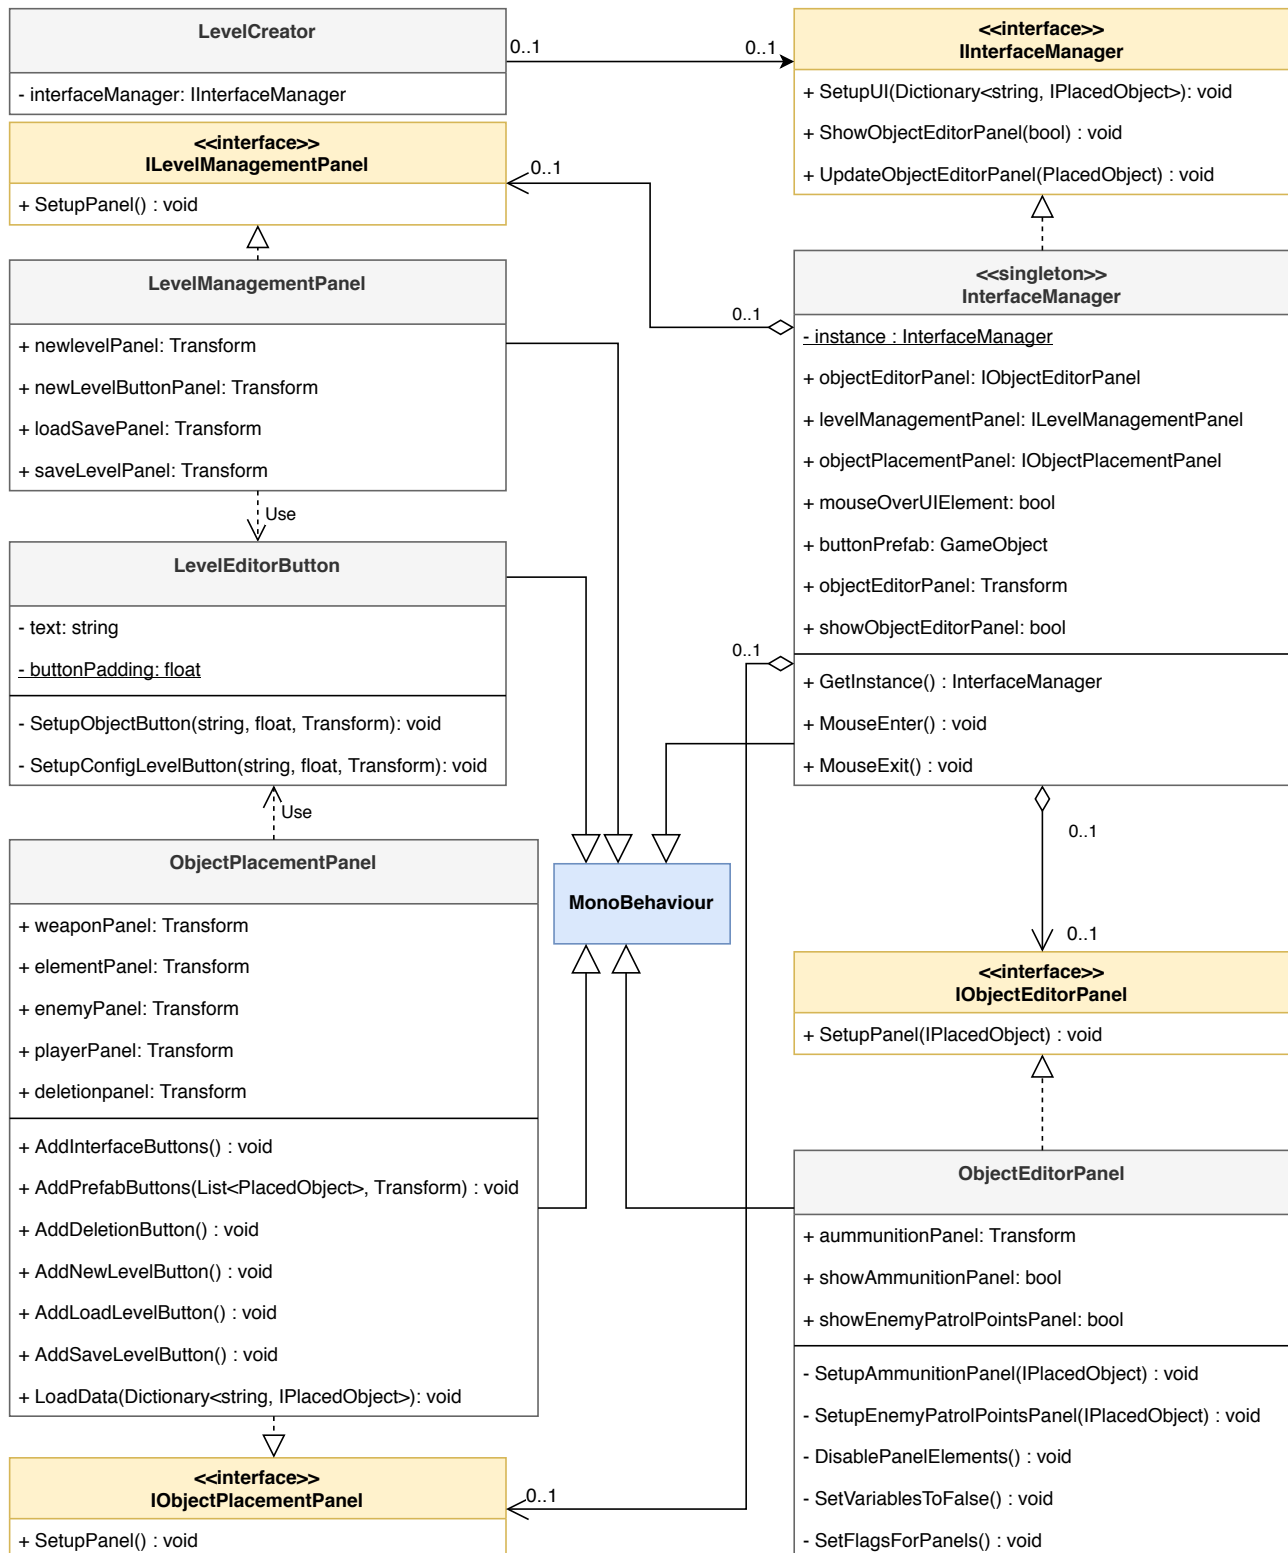 LevelCreator
- interfaceManager: IInterfaceManager
0..1
0..1
<<interface>>
IInterfaceManager
+ SetupUI(Dictionary<string, IPlacedObject>): void
+ ShowObjectEditorPanel(bool) : void
+ UpdateObjectEditorPanel(PlacedObject) : void
<<interface>>
ILevelManagementPanel
+ SetupPanel() : void
0..1
LevelManagementPanel
+ newlevelPanel: Transform
+ newLevelButtonPanel: Transform
+ loadSavePanel: Transform
+ saveLevelPanel: Transform
0..1
<<singleton>>
InterfaceManager
- instance : InterfaceManager
+ objectEditorPanel: IObjectEditorPanel
+ levelManagementPanel: ILevelManagementPanel
+ objectPlacementPanel: IObjectPlacementPanel
+ mouseOverUIElement: bool
+ buttonPrefab: GameObject
+ objectEditorPanel: Transform
+ showObjectEditorPanel: bool
+ GetInstance() : InterfaceManager
+ MouseEnter() : void
+ MouseExit() : void
Use
LevelEditorButton
- text: string
- buttonPadding: float
- SetupObjectButton(string, float, Transform): void
- SetupConfigLevelButton(string, float, Transform): void
0..1
Use
0..1
0..1
ObjectPlacementPanel
+ weaponPanel: Transform
+ elementPanel: Transform
+ enemyPanel: Transform
+ playerPanel: Transform
+ deletionpanel: Transform
+ AddInterfaceButtons() : void
+ AddPrefabButtons(List<PlacedObject>, Transform) : void
+ AddDeletionButton() : void
+ AddNewLevelButton() : void
+ AddLoadLevelButton() : void
+ AddSaveLevelButton() : void
+ LoadData(Dictionary<string, IPlacedObject>): void
MonoBehaviour
<<interface>>
IObjectEditorPanel
+ SetupPanel(IPlacedObject) : void
ObjectEditorPanel
+ aummunitionPanel: Transform
+ showAmmunitionPanel: bool
+ showEnemyPatrolPointsPanel: bool
- SetupAmmunitionPanel(IPlacedObject) : void
- SetupEnemyPatrolPointsPanel(IPlacedObject) : void
- DisablePanelElements() : void
- SetVariablesToFalse() : void
- SetFlagsForPanels() : void
<<interface>>
IObjectPlacementPanel
+ SetupPanel() : void
0..1